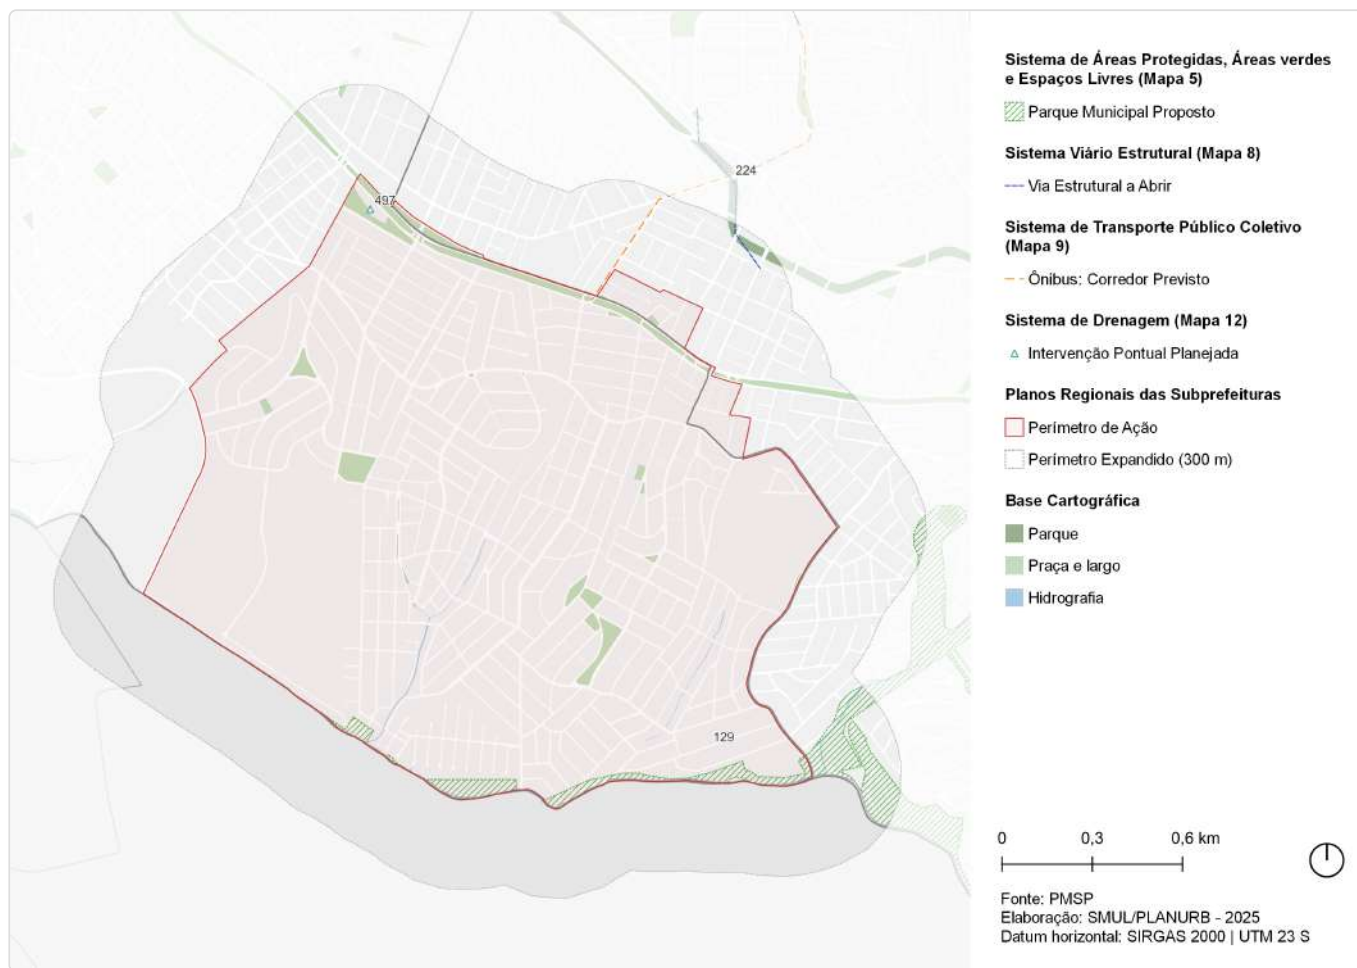 497
224
129
Sistema de Áreas Protegidas, Áreas verdes
e Espaços Livres (Mapa 5)
Parque Municipal Proposto
Sistema Viário Estrutural (Mapa 8)
Via Estrutural a Abrir
Sistema de Transporte Público Coletivo
(Mapa 9)
Ônibus: Corredor Previsto
Sistema de Drenagem (Mapa 12)
Intervenção Pontual Planejada
Planos Regionais das Subprefeituras
Perímetro de Ação
Perímetro Expandido (300 m)
Base Cartográfica
Parque
Praça e largo
Hidrografia
0 0,3 0,6 km
Fonte: PMSP
Elaboração: SMUL/PLANURB - 2025
Datum horizontal: SIRGAS 2000 | UTM 23 S